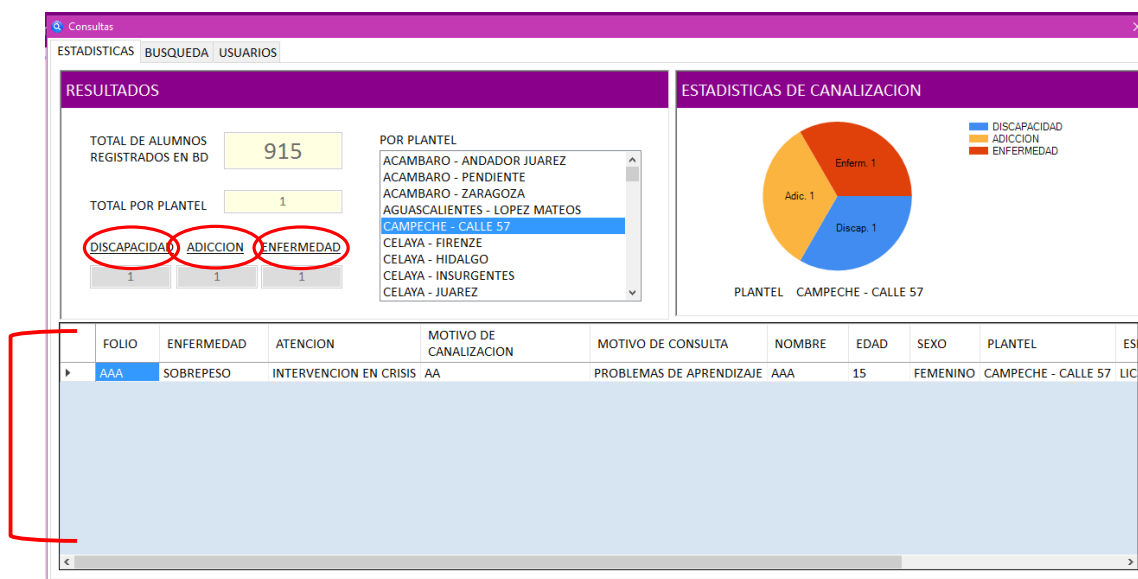 Consultas
ESTADISTICAS BUSQUEDA USUARIOS
RESULTADOS
TOTAL DE ALUMNOS
REGISTRADOS EN BD
915
TOTAL POR PLANTEL
1
DISCAPACIDAD ADICCION ENFERMEDAD
1 1 1
POR PLANTEL
ACAMBARO - ANDADOR JUAREZ
ACAMBARO - PENDIENTE
ACAMBARO - ZARAGOZA
AGUASCALIENTES - LOPEZ MATEOS
CAMPECHE - CALLE 57
CELAYA - FIRENZE
CELAYA - HIDALGO
CELAYA - INSURGENTES
CELAYA - JUAREZ
ESTADISTICAS DE CANALIZACION
DISCAPACIDAD
ADICCION
ENFERMEDAD
Enferm. 1
Adic. 1
Discap. 1
PLANTEL CAMPECHE - CALLE 57
FOLIO ENFERMEDAD ATENCION MOTIVO DE CANALIZACION MOTIVO DE CONSULTA NOMBRE EDAD SEXO PLANTEL
AAA SOBREPESO INTERVENCION EN CRISIS AA PROBLEMAS DE APRENDIZAJE AAA 15 FEMENINO CAMPECHE - CALLE 57 LIC